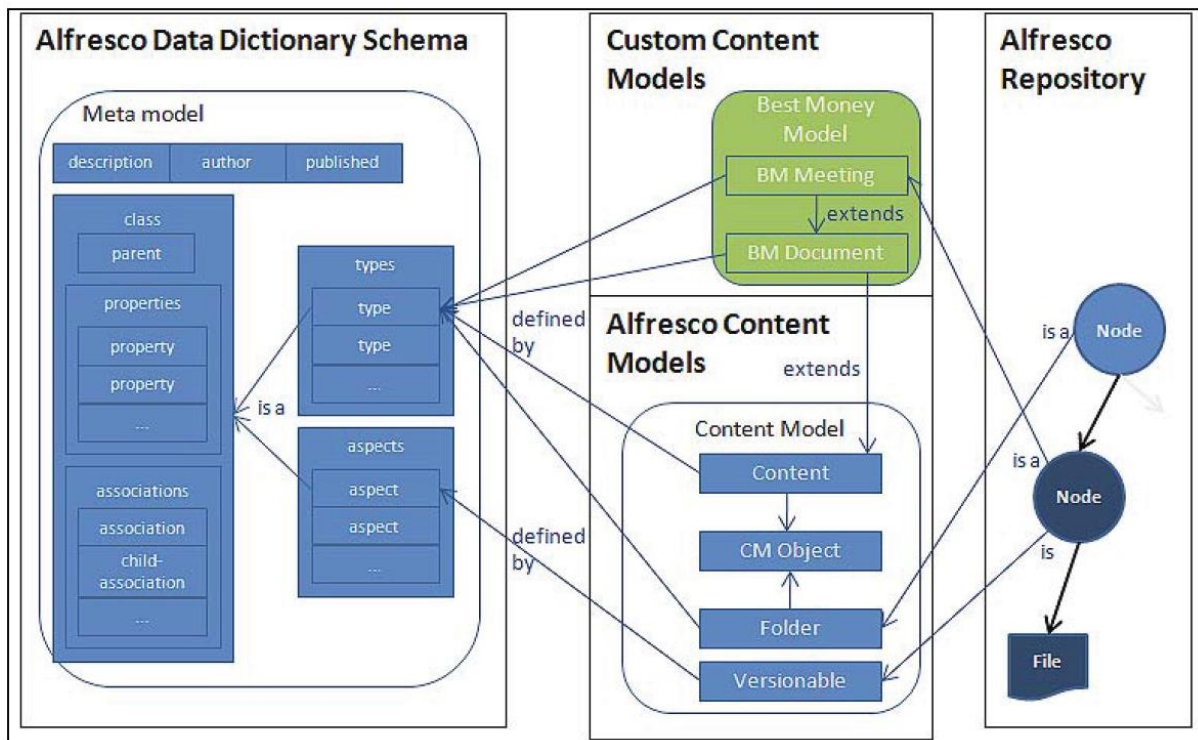 Alfresco Data Dictionary Schema
Meta model
description
author
published
class
parent
properties
property
property
...
associations
association
child-
association
...
is a
types
type
type
...
aspects
aspect
aspect
...
defined
by
defined
by
Custom Content
Models
Best Money
Model
BM Meeting
extends
BM Document
Alfresco Content
Models
extends
Content Model
Content
CM Object
Folder
Versionable
Alfresco
Repository
is a
Node
is a
Node
is
File